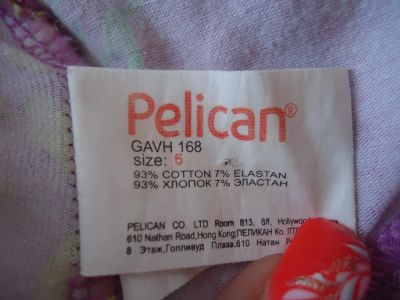 Pelican®
GAVH 168
size: 6
93% COTTON 7% ELASTAN
93% ХЛОПОК 7% ЭЛАСТАН
PELICAN CO. LTD Room 813, 8/f, Hollywood
610 Nathan Road,Hong Kong;ПЕЛИКАН Ко. ЛТД
8 Этаж,Голливуд Плаза,610 Натан